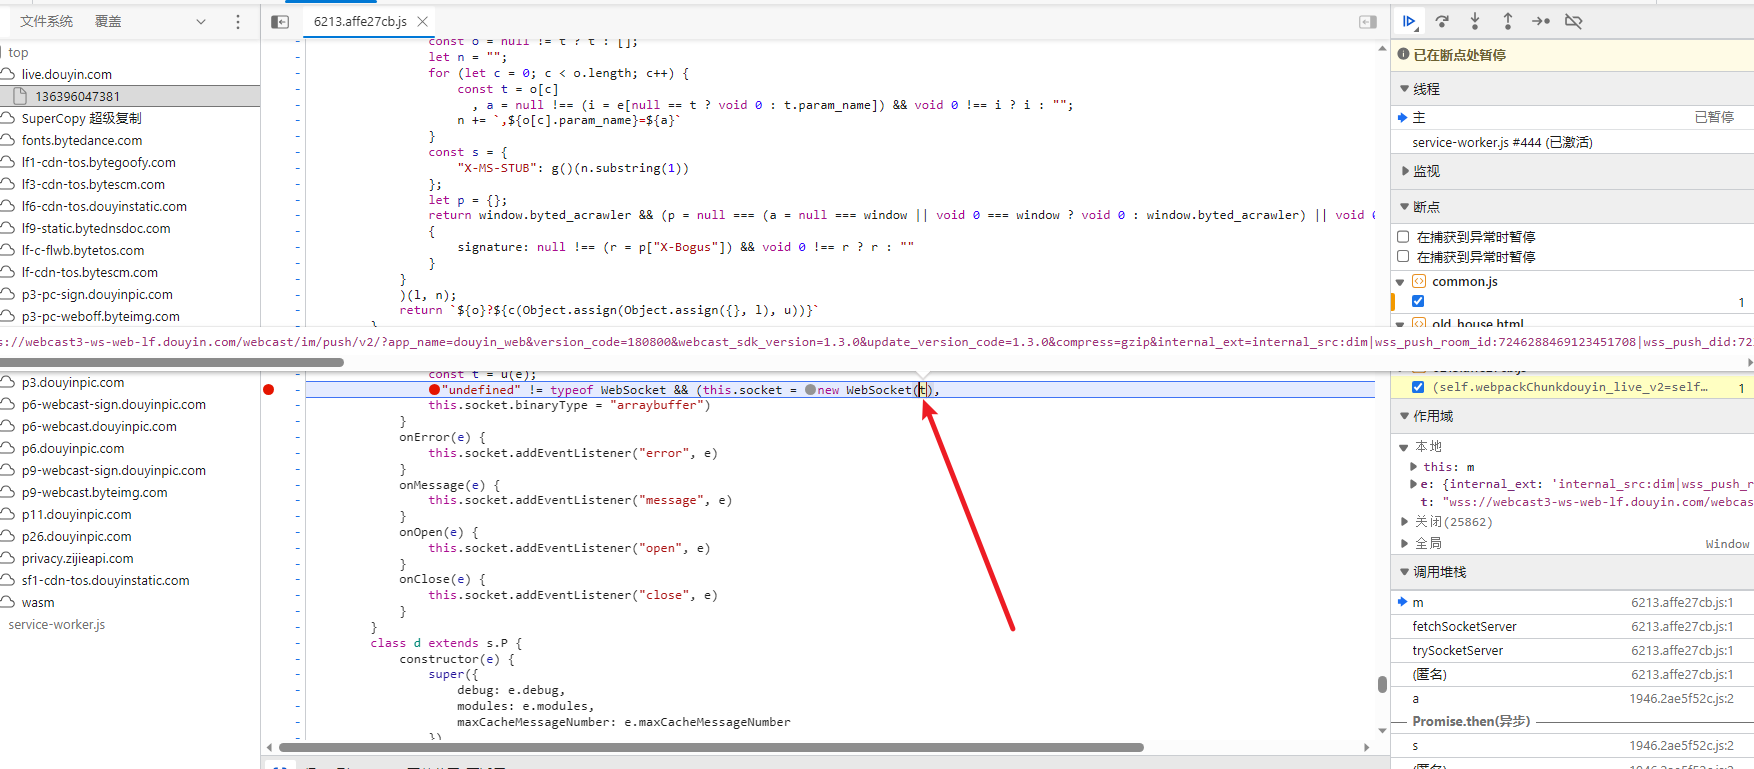 文件系统 覆盖
6213.affe27cb.js
top
live.douyin.com
136396047381
SuperCopy 超级复制
fonts.bytedance.com
lf1-cdn-tos.bytegoofy.com
lf3-cdn-tos.bytescm.com
lf6-cdn-tos.douyinstatic.com
lf9-static.bytednsdoc.com
lf-c-flwb.bytetos.com
lf-cdn-tos.bytescm.com
p3-pc-sign.douyinpic.com
p3-pc-weboff.byteimg.com
p3.douyinpic.com
p6-webcast-sign.douyinpic.com
p6-webcast.douyinpic.com
p6.douyinpic.com
p9-webcast-sign.douyinpic.com
p9-webcast.byteimg.com
p11.douyinpic.com
p26.douyinpic.com
privacy.zijieapi.com
sf1-cdn-tos.douyinstatic.com
wasm
service-worker.js
const o = null != t ? t : [];
let n = "";
for (let c = 0; c < o.length; c++) {
const t = o[c]
, a = null !== (i = e[null == t ? void 0 : t.param_name]) && void 0 !== i ? i : "";
n += `,${o[c].param_name}=${a}`
}
const s = {
"X-MS-STUB": g()(n.substring(1))
};
let p = {};
return window.byted_acrawler && (p = null === (a = null === window || void 0 === window ? void 0 : window.byted_acrawler) || void 0
{
signature: null !== (r = p["X-Bogus"]) && void 0 !== r ? r : ""
}
}
)(l, n);
return `${o}?${c(Object.assign(Object.assign({}, l), u))}`
}
s://webcast3-ws-web-lf.douyin.com/webcast/im/push/v2/?app_name=douyin_web&version_code=180800&webcast_sdk_version=1.3.0&update_version_code=1.3.0&compress=gzip&internal_ext=internal_src:dim|wss_push_room_id:7246288469123451708|wss_push_did:72
const t = u(e);
"undefined" != typeof WebSocket && (this.socket = new WebSocket(t),
this.socket.binaryType = "arraybuffer")
}
onError(e) {
this.socket.addEventListener("error", e)
}
onMessage(e) {
this.socket.addEventListener("message", e)
}
onOpen(e) {
this.socket.addEventListener("open", e)
}
onClose(e) {
this.socket.addEventListener("close", e)
}
}
class d extends s.P {
constructor(e) {
super({
debug: e.debug,
modules: e.modules,
maxCacheMessageNumber: e.maxCacheMessageNumber
})
已在断点处暂停
线程
主 已暂停
service-worker.js #444 (已激活)
监视
断点
在捕获到异常时暂停
在捕获到异常时暂停
common.js
1
old_house.html
(self.webpackChunkdouyin_live_v2=self… 1
作用域
本地
this: m
e: {internal_ext: 'internal_src:dim|wss_push_r
t: "wss://webcast3-ws-web-lf.douyin.com/webcas
关闭(25862)
全局 Window
调用堆栈
m 6213.affe27cb.js:1
fetchSocketServer 6213.affe27cb.js:1
trySocketServer 6213.affe27cb.js:1
(匿名) 6213.affe27cb.js:1
a 1946.2ae5f52c.js:2
Promise.then(异步)
s 1946.2ae5f52c.js:2